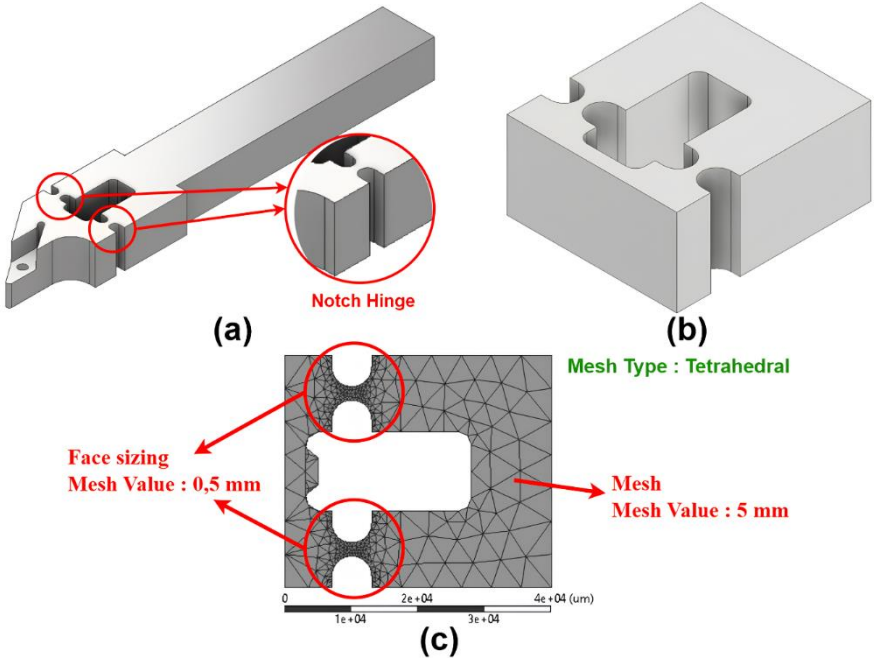 Notch Hinge
(a)
(b)
Mesh Type : Tetrahedral
Face sizing
Mesh Value : 0,5 mm
Mesh
Mesh Value : 5 mm
0 2e+04 4e+04 (um)
1e+04 3e+04
(c)